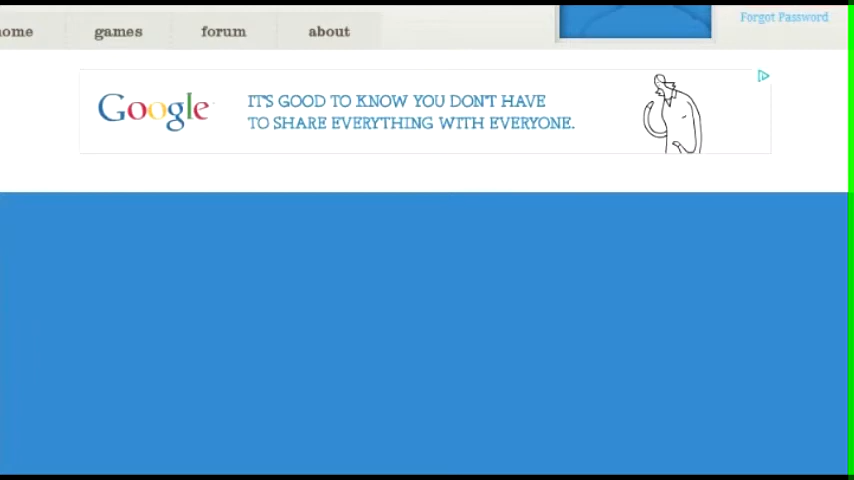 ome games forum about
Forgot Password
Google IT'S GOOD TO KNOW YOU DON'T HAVE
TO SHARE EVERYTHING WITH EVERYONE.